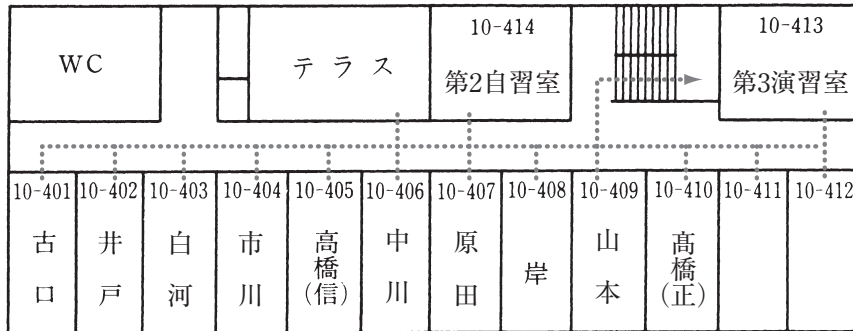 WC
テラス
10-414
第2自習室
10-413
第3演習室
10-401
古口
10-402
井戸
10-403
白河
10-404
市川
10-405
高橋(信)
10-406
中川
10-407
原田
10-408
岸
10-409
山本
10-410
髙橋(正)
10-411
10-412